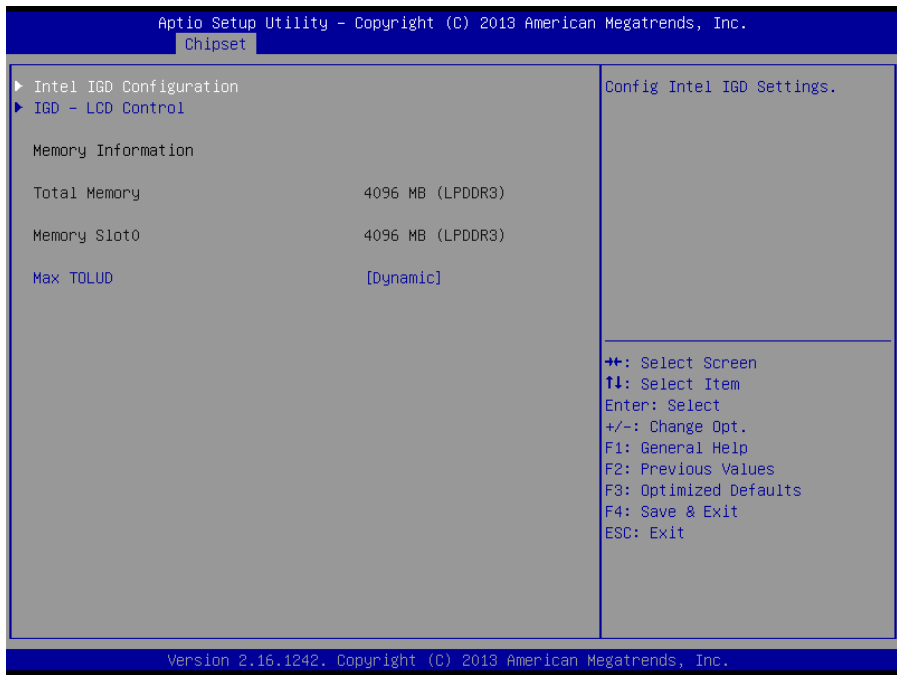 Aptio Setup Utility – Copyright (C) 2013 American Megatrends, Inc.
Chipset
▶ Intel IGD Configuration
▶ IGD – LCD Control
Memory Information
Total Memory 4096 MB (LPDDR3)
Memory Slot0 4096 MB (LPDDR3)
Max TOLUD [Dynamic]
Config Intel IGD Settings.
→←: Select Screen
↑↓: Select Item
Enter: Select
+/-: Change Opt.
F1: General Help
F2: Previous Values
F3: Optimized Defaults
F4: Save & Exit
ESC: Exit
Version 2.16.1242. Copyright (C) 2013 American Megatrends, Inc.